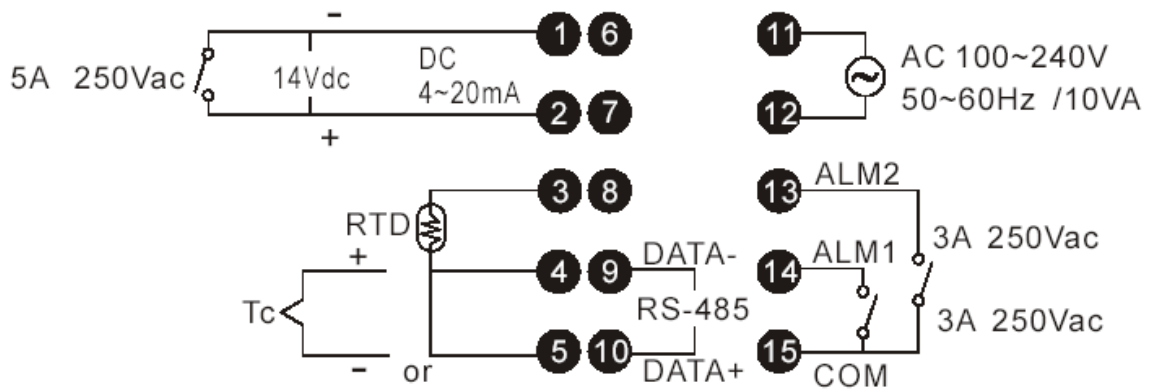 -
1 6
11
5A 250Vac
14Vdc
DC
4~20mA
AC 100~240V
50~60Hz /10VA
+
2 7
12
3 8
13 ALM2
RTD
+
4 9
DATA-
14 ALM1
3A 250Vac
Tc
RS-485
3A 250Vac
-
or
5 10
DATA+
15
COM